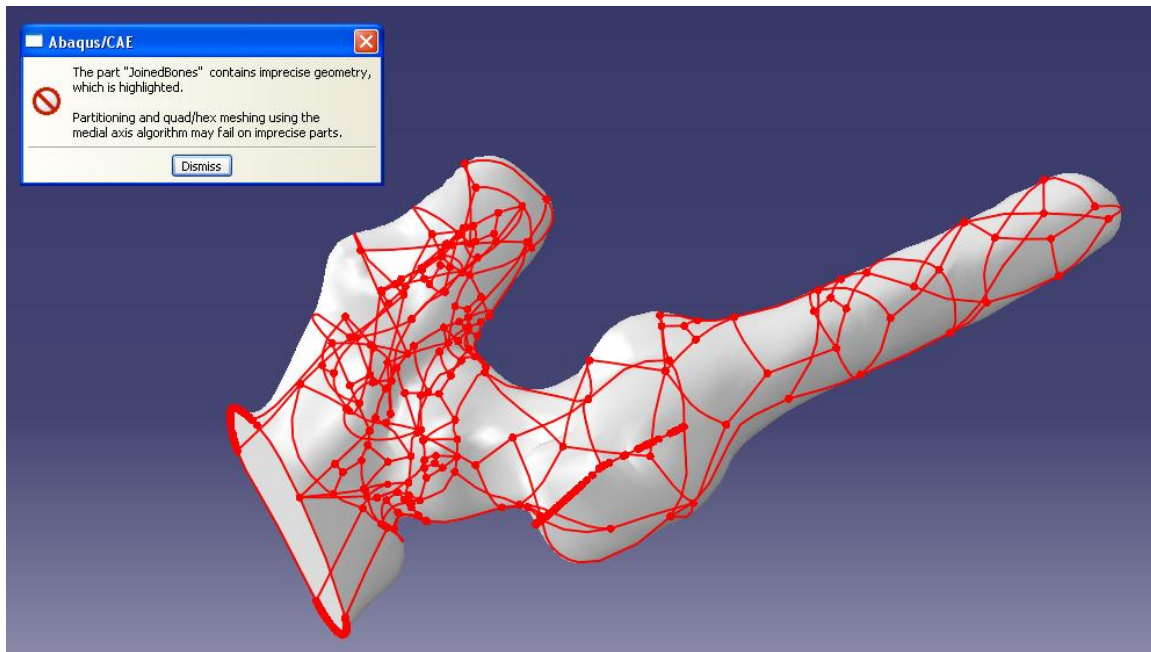 Abaqus/CAE
The part "JoinedBones" contains imprecise geometry,
which is highlighted.
Partitioning and quad/hex meshing using the
medial axis algorithm may fail on imprecise parts.
Dismiss